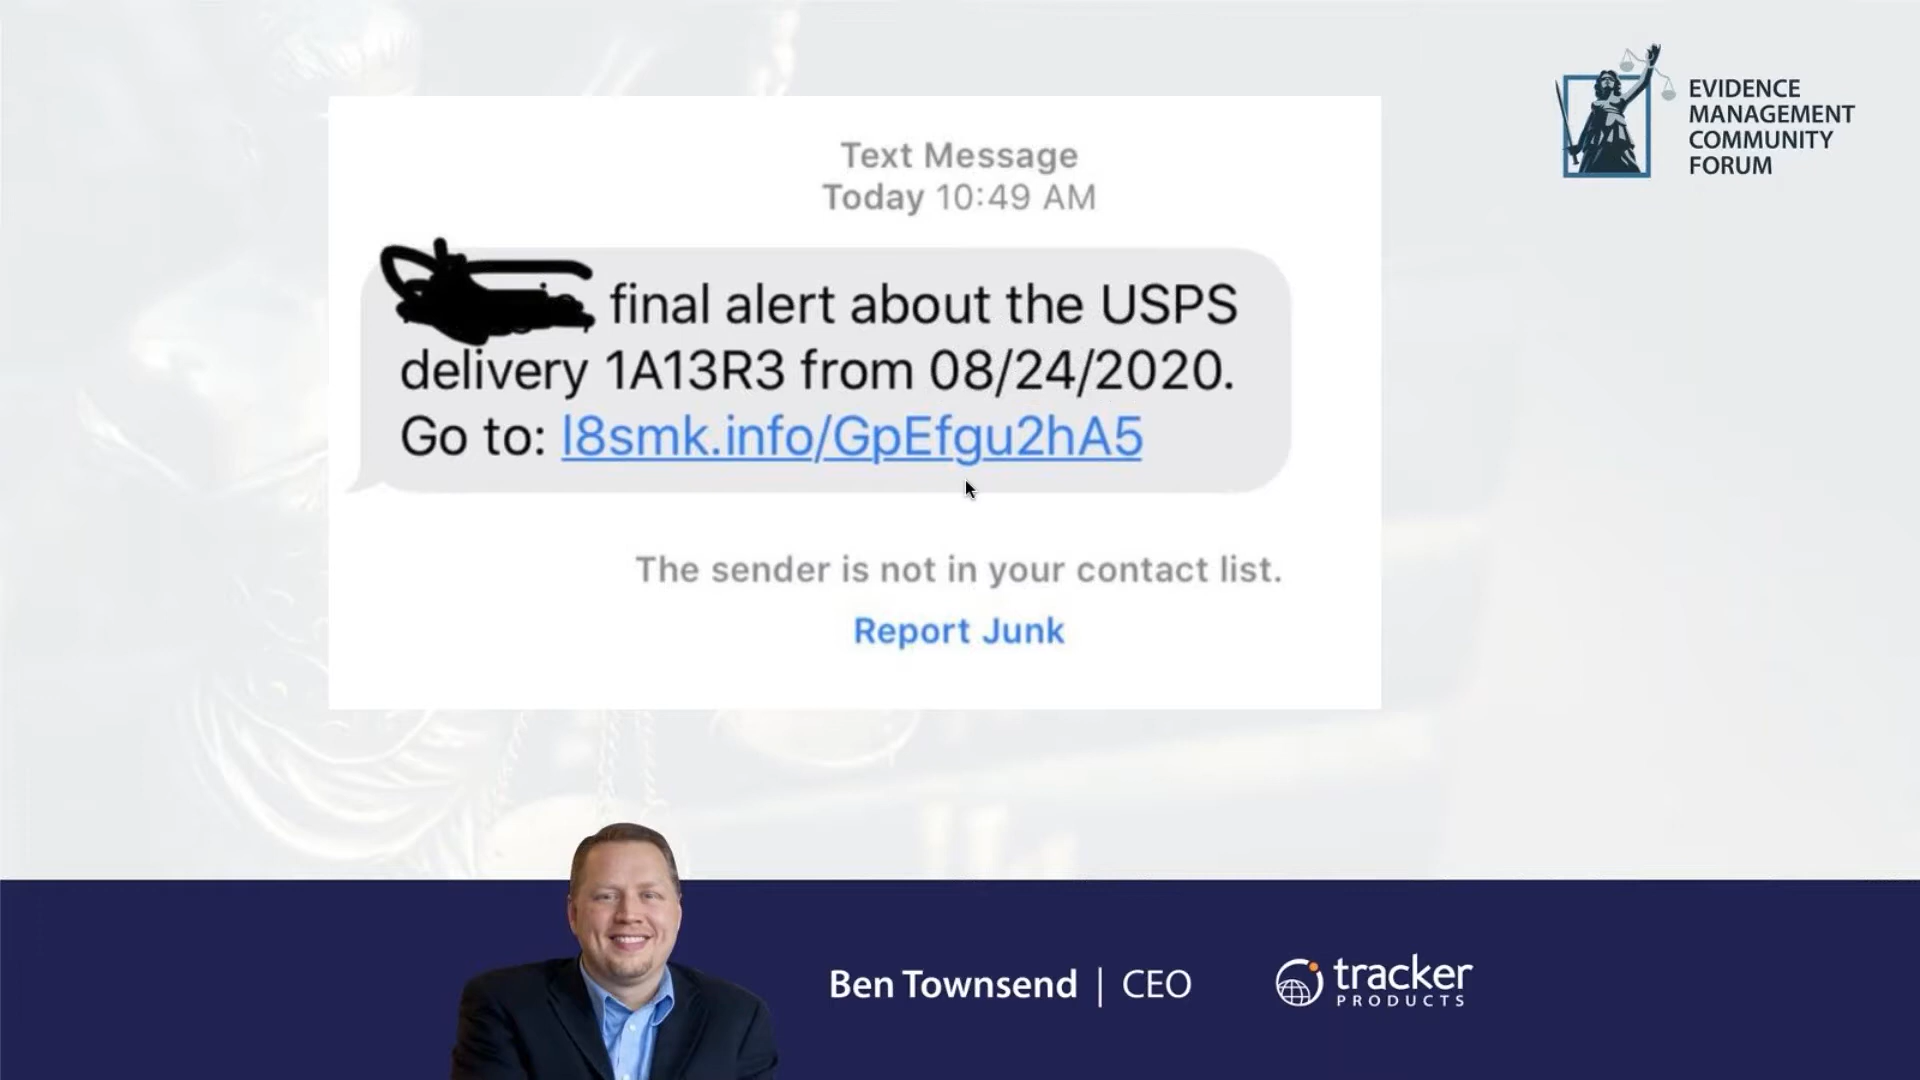 EVIDENCE
MANAGEMENT
COMMUNITY
FORUM
Text Message
Today 10:49 AM
final alert about the USPS
delivery 1A13R3 from 08/24/2020.
Go to: l8smk.info/GpEfgu2hA5
The sender is not in your contact list.
Report Junk
Ben Townsend | CEO
tracker
PRODUCTS